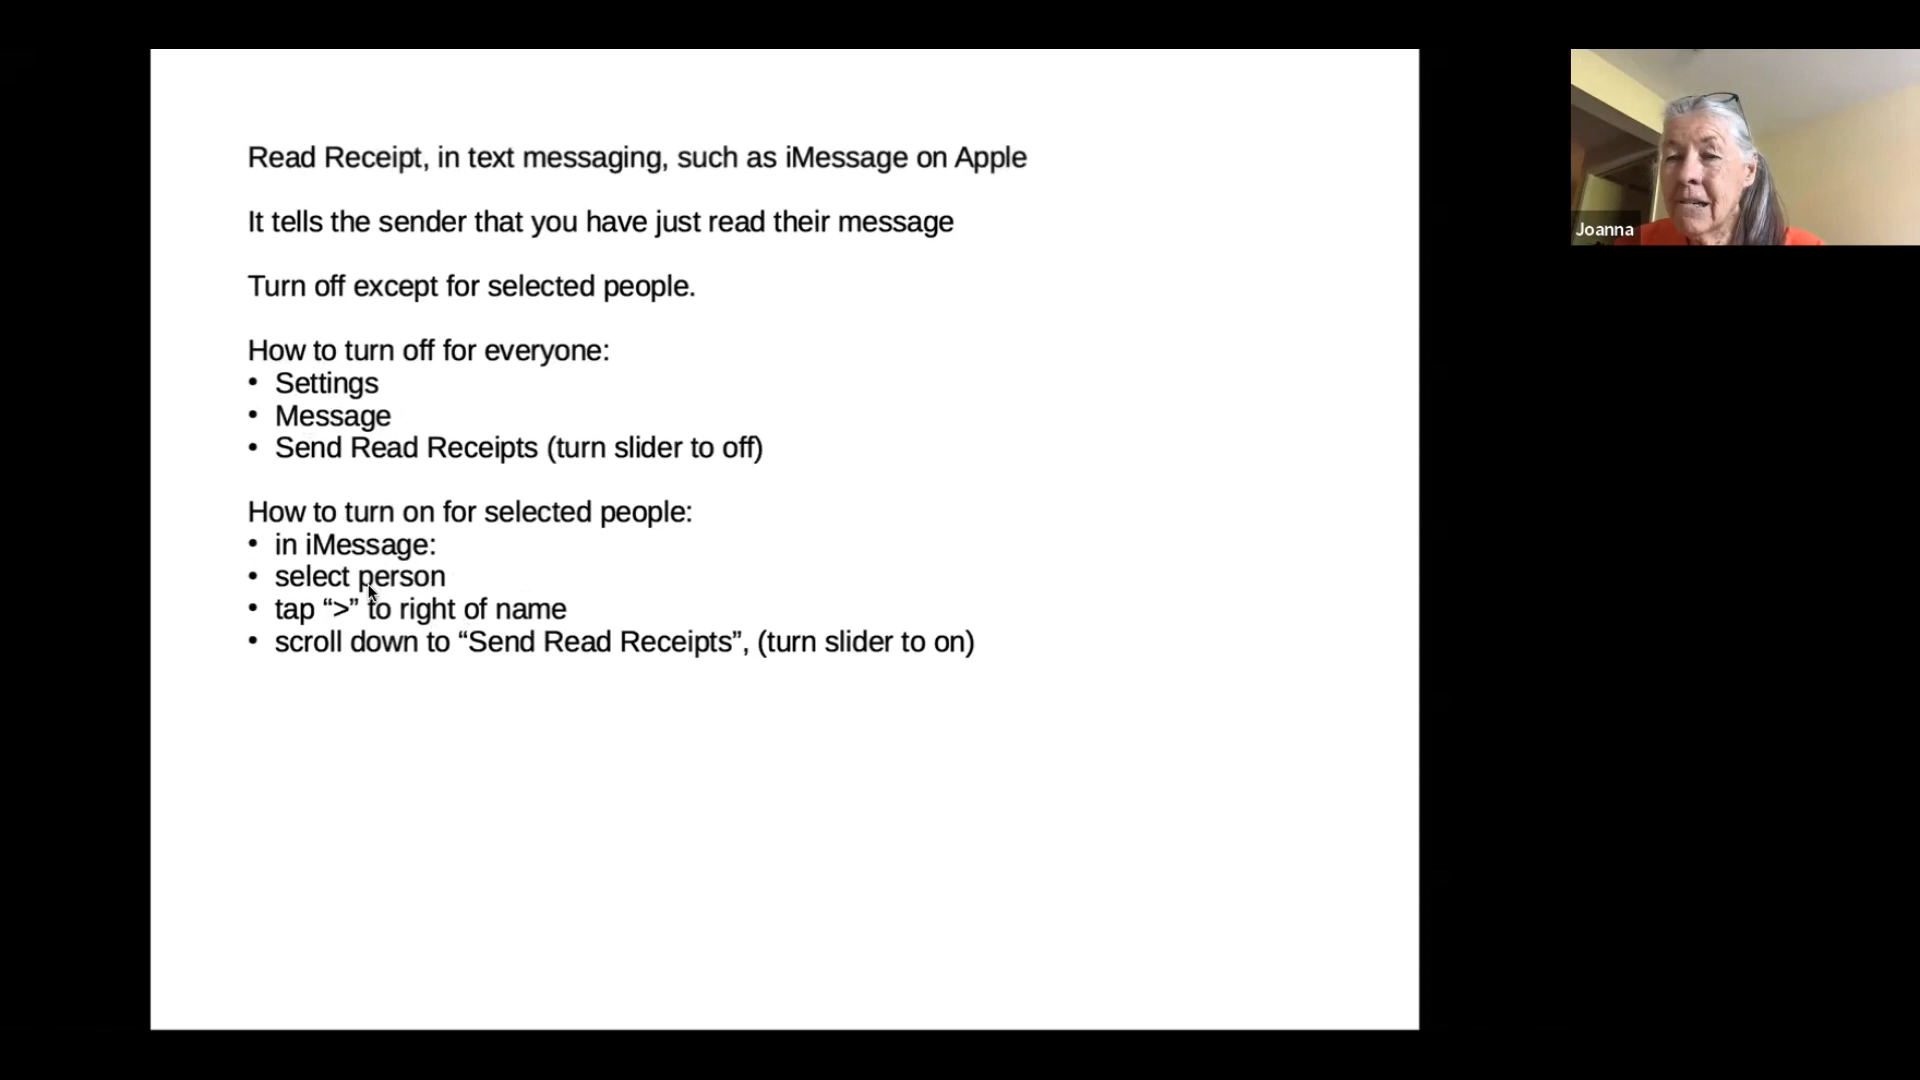 Read Receipt, in text messaging, such as iMessage on Apple
It tells the sender that you have just read their message
Turn off except for selected people.
How to turn off for everyone:
• Settings
• Message
• Send Read Receipts (turn slider to off)
How to turn on for selected people:
• in iMessage:
• select person
• tap “>” to right of name
• scroll down to “Send Read Receipts”, (turn slider to on)
Joanna